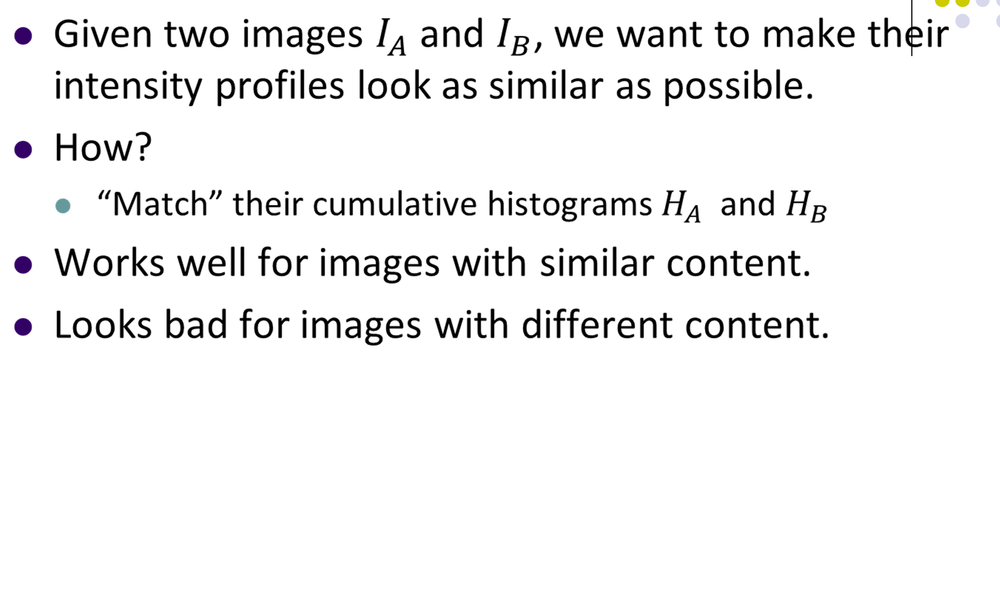 • Given two images I_A and I_B, we want to make their
intensity profiles look as similar as possible.
• How?
• “Match” their cumulative histograms H_A and H_B
• Works well for images with similar content.
• Looks bad for images with different content.